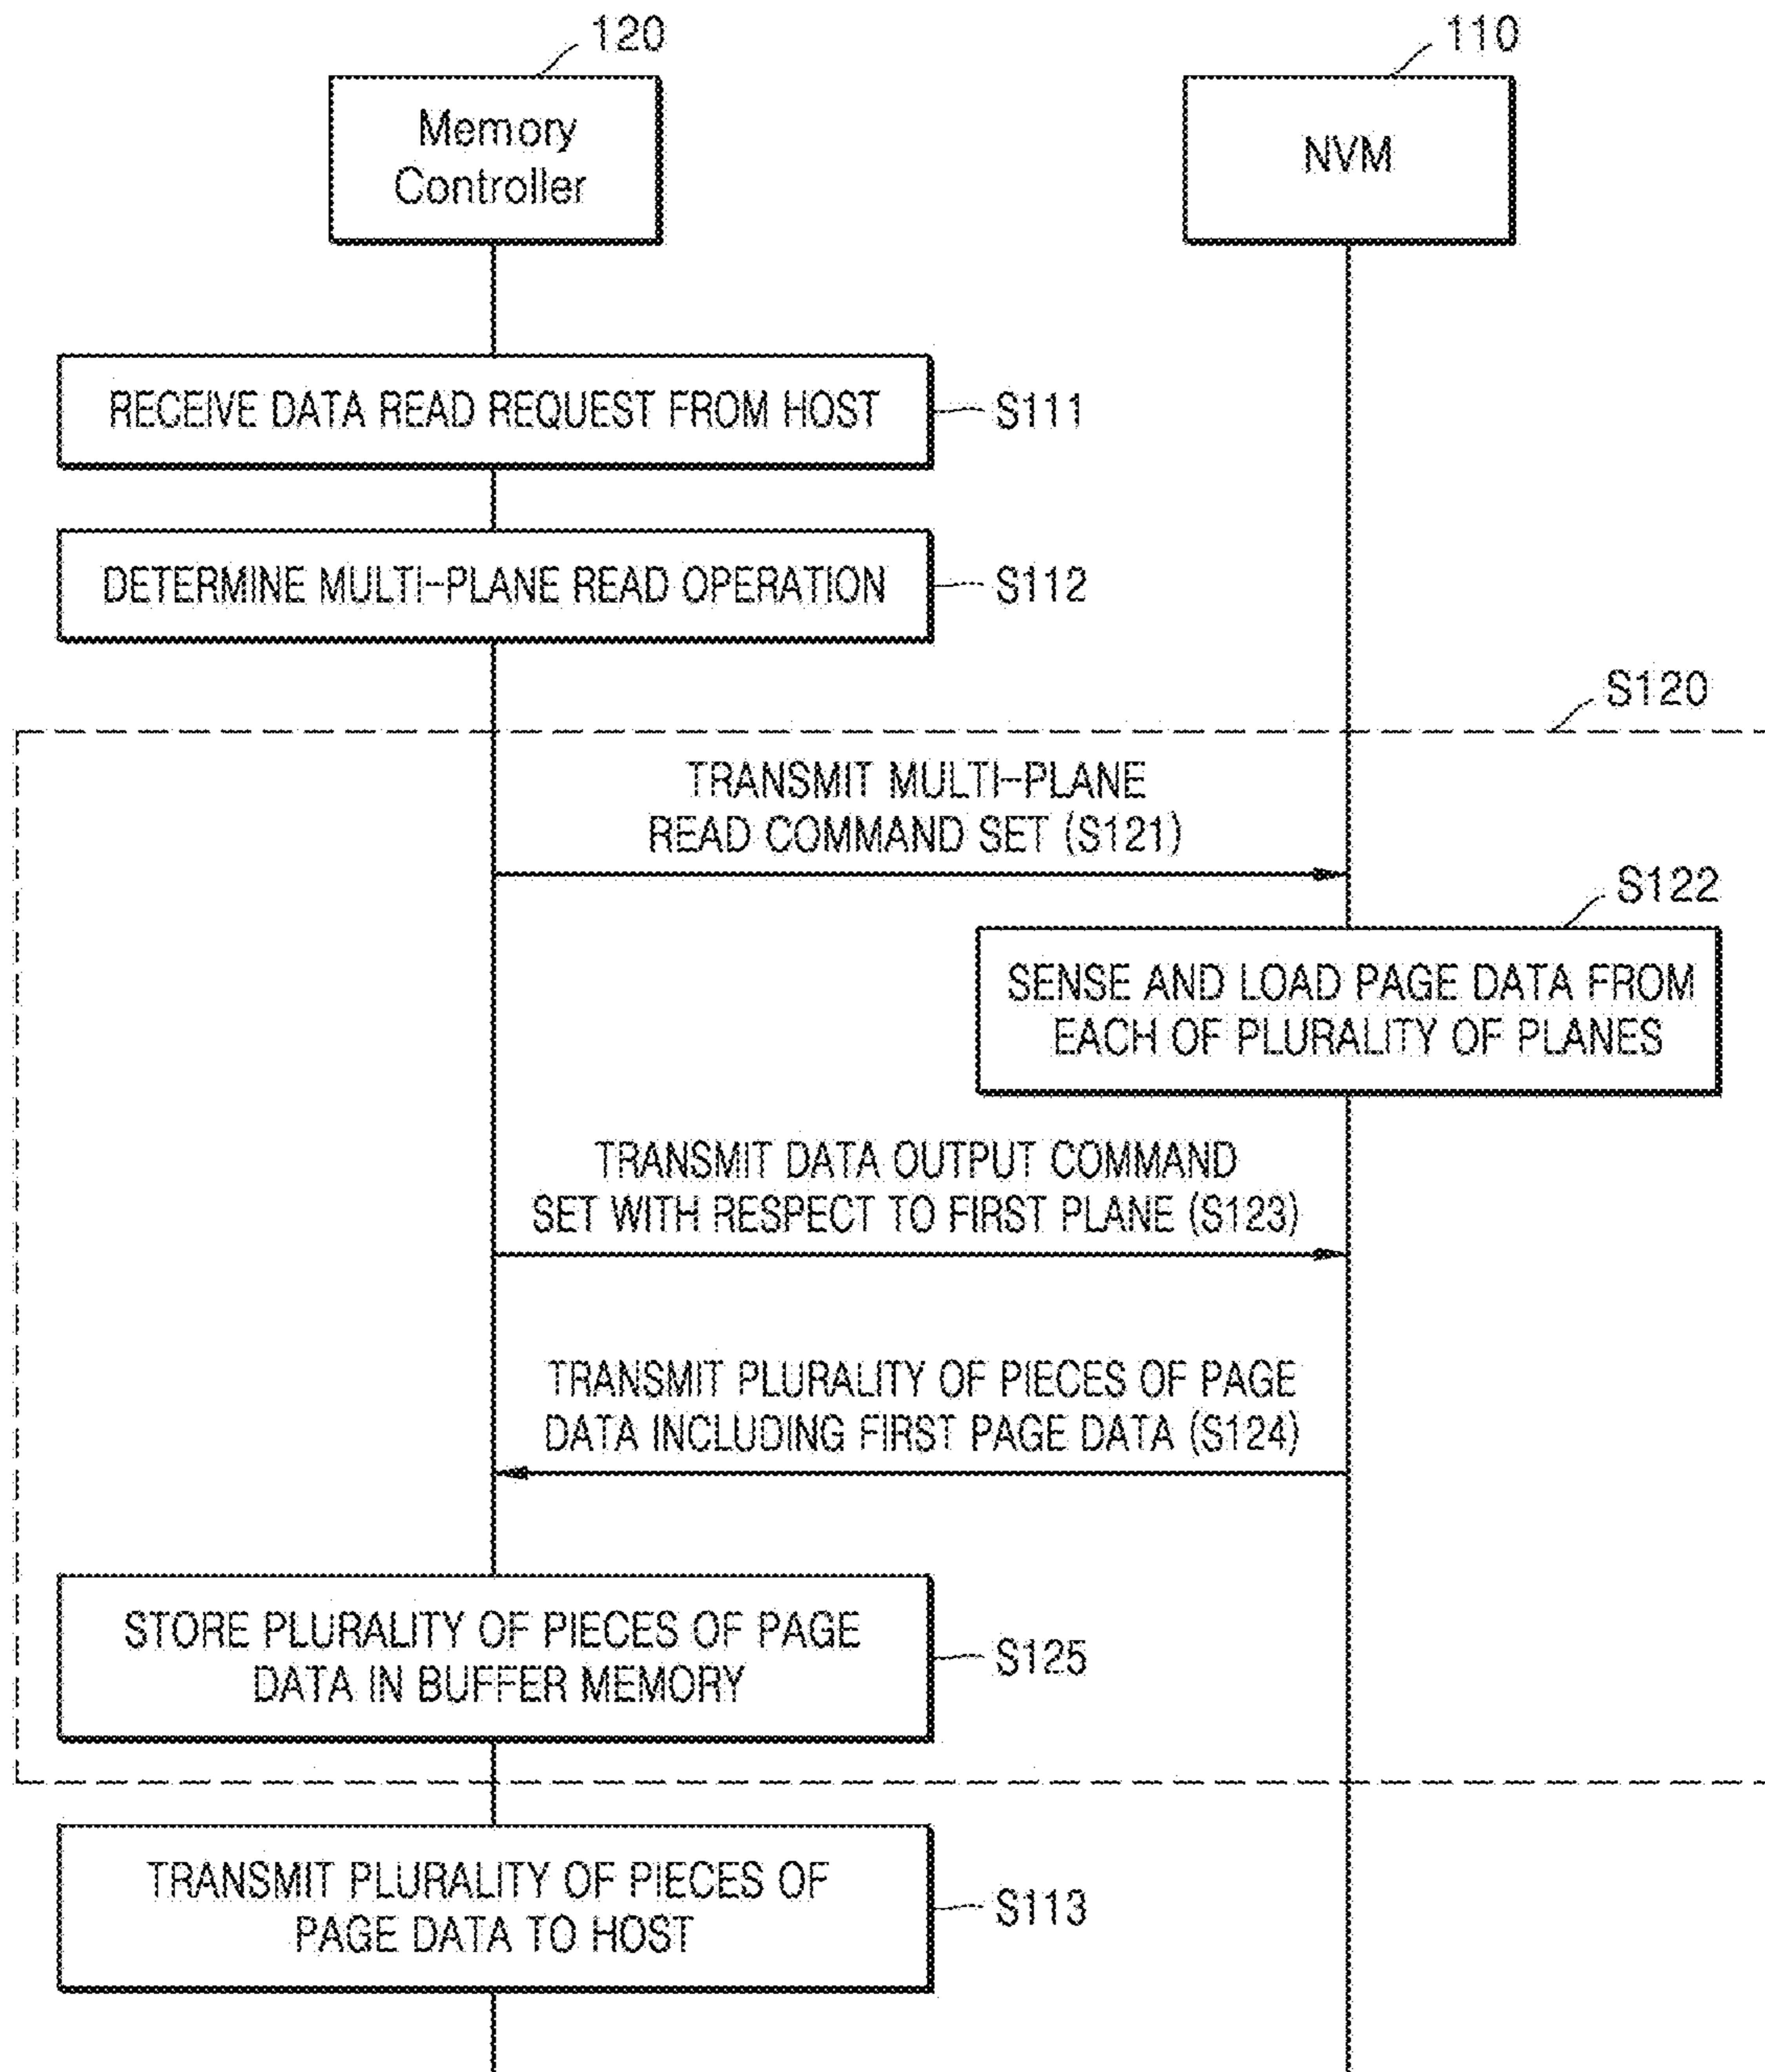 120
110
Memory
Controller
NVM
RECEIVE DATA READ REQUEST FROM HOST
S111
DETERMINE MULTI-PLANE READ OPERATION
S112
S120
TRANSMIT MULTI-PLANE
READ COMMAND SET (S121)
S122
SENSE AND LOAD PAGE DATA FROM
EACH OF PLURALITY OF PLANES
TRANSMIT DATA OUTPUT COMMAND
SET WITH RESPECT TO FIRST PLANE (S123)
TRANSMIT PLURALITY OF PIECES OF PAGE
DATA INCLUDING FIRST PAGE DATA (S124)
STORE PLURALITY OF PIECES OF PAGE
DATA IN BUFFER MEMORY
S125
TRANSMIT PLURALITY OF PIECES OF
PAGE DATA TO HOST
S113